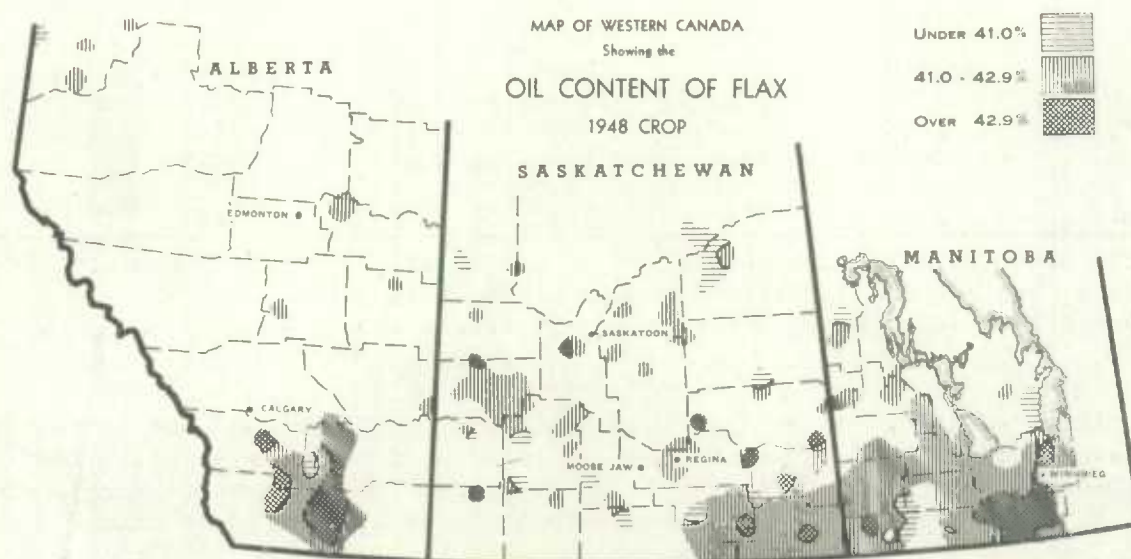 MAP OF WESTERN CANADA
Showing the
OIL CONTENT OF FLAX
1948 CROP
UNDER 41.0%
41.0 - 42.9%
OVER 42.9%
ALBERTA
SASKATCHEWAN
MANITOBA
EDMONTON
SASKATOON
CALGARY
MOOSE JAW
REGINA
WINNIPEG